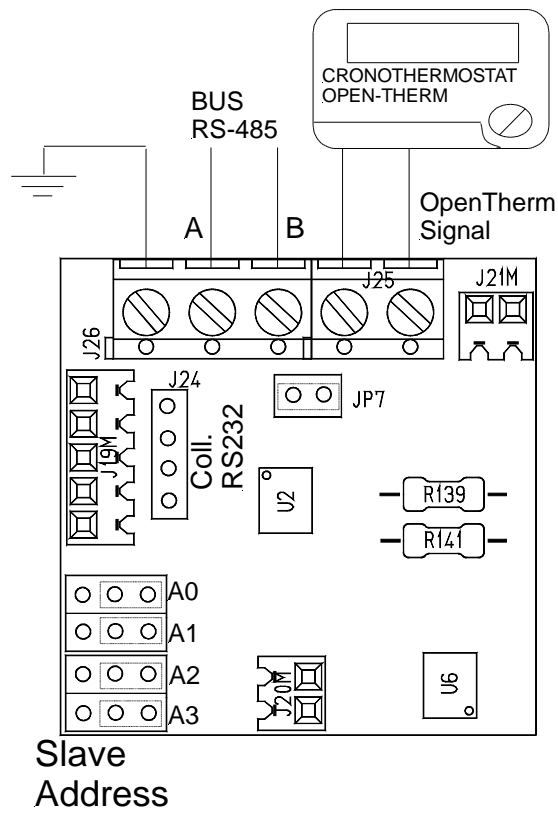 CRONOTHERMOSTAT
OPEN-THERM
BUS
RS-485
A
B
OpenTherm
Signal
J25
J21M
J26
J24
JP7
J19M
Coll.
RS232
U2
R139
R141
A0
A1
A2
A3
J20M
U6
Slave
Address